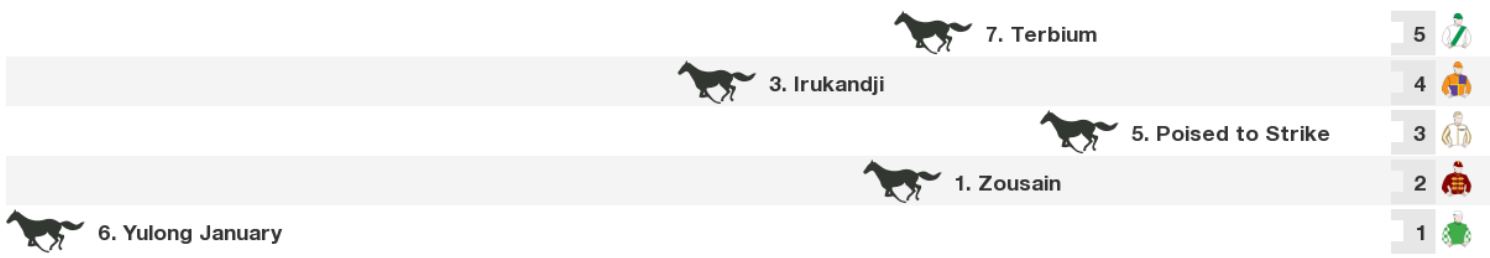 7. Terbium 5
3. Irukandji 4
5. Poised to Strike 3
1. Zousain 2
6. Yulong January 1